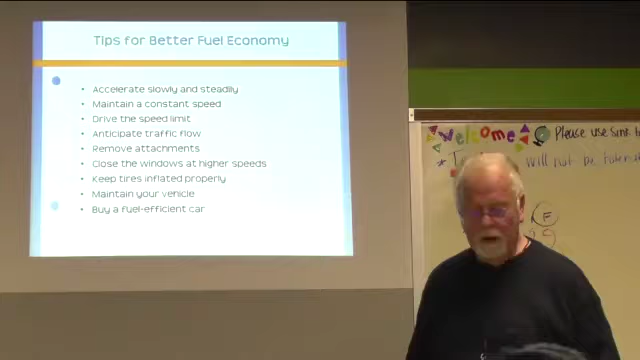 Tips for Better Fuel Economy
• Accelerate slowly and steadily
• Maintain a constant speed
• Drive the speed limit
• Anticipate traffic flow
• Remove attachments
• Close the windows at higher speeds
• Keep tires inflated properly
• Maintain your vehicle
• Buy a fuel-efficient car
Welcome
Please use Sink
* will not be
F